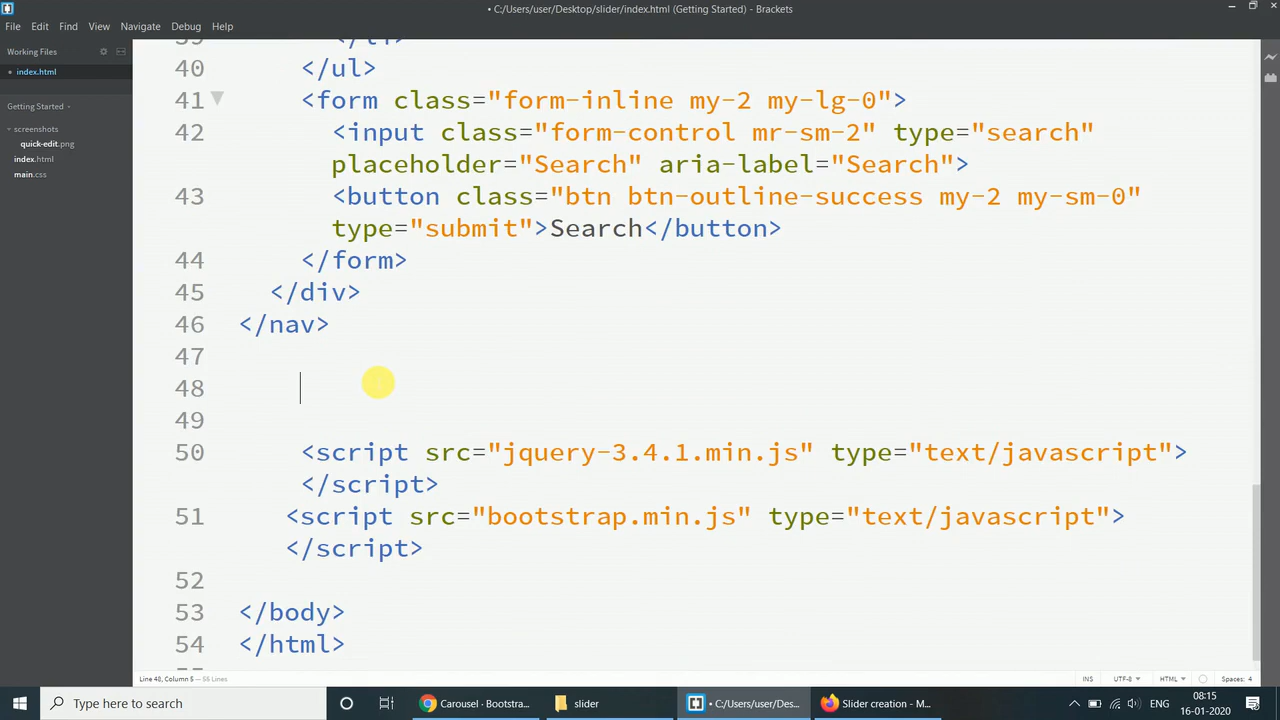 • C:/Users/user/Desktop/slider/index.html (Getting Started) - Brackets
File Edit Find View Navigate Debug Help
Working Files
• index.html
Getting Started
screenshots
quick-edit.png
index.html
main.css
40 </ul>
41 <form class="form-inline my-2 my-lg-0">
42 <input class="form-control mr-sm-2" type="search"
placeholder="Search" aria-label="Search">
43 <button class="btn btn-outline-success my-2 my-sm-0"
type="submit">Search</button>
44 </form>
45 </div>
46 </nav>
47
48
49
50 <script src="jquery-3.4.1.min.js" type="text/javascript">
</script>
51 <script src="bootstrap.min.js" type="text/javascript">
</script>
52
53 </body>
54 </html>
Line 48, Column 5 — 55 Lines
INS UTF-8 HTML Spaces: 4
Type here to search
Carousel · Bootstra...
slider
• C:/Users/user/Des...
Slider creation - M...
ENG
08:15
16-01-2020